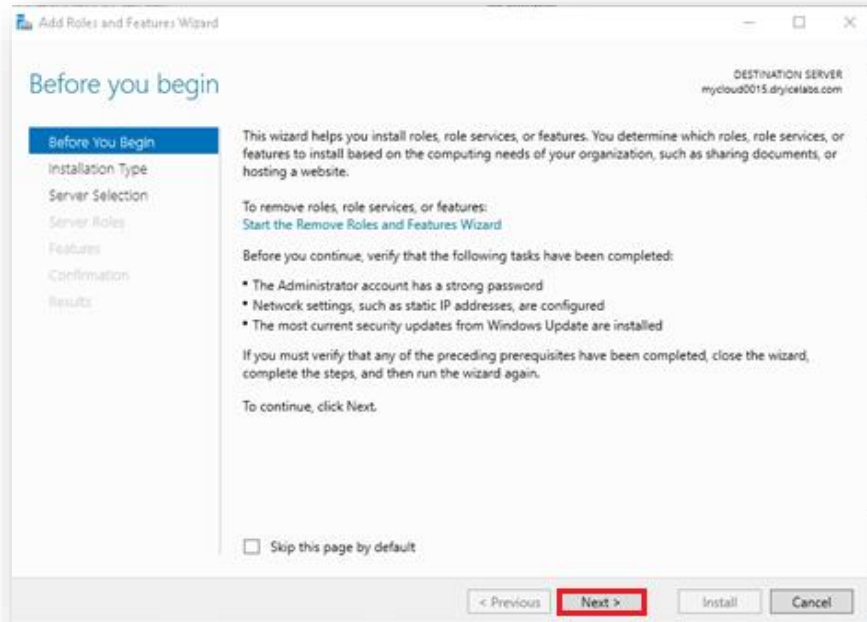 Add Roles and Features Wizard
Before you begin
DESTINATION SERVER
mycloud0015.dryicelabs.com
Before You Begin
Installation Type
Server Selection
Server Roles
Features
Confirmation
Results
This wizard helps you install roles, role services, or features. You determine which roles, role services, or
features to install based on the computing needs of your organization, such as sharing documents, or
hosting a website.
To remove roles, role services, or features:
Start the Remove Roles and Features Wizard
Before you continue, verify that the following tasks have been completed:
• The Administrator account has a strong password
• Network settings, such as static IP addresses, are configured
• The most current security updates from Windows Update are installed
If you must verify that any of the preceding prerequisites have been completed, close the wizard,
complete the steps, and then run the wizard again.
To continue, click Next.
Skip this page by default
< Previous
Next >
Install
Cancel